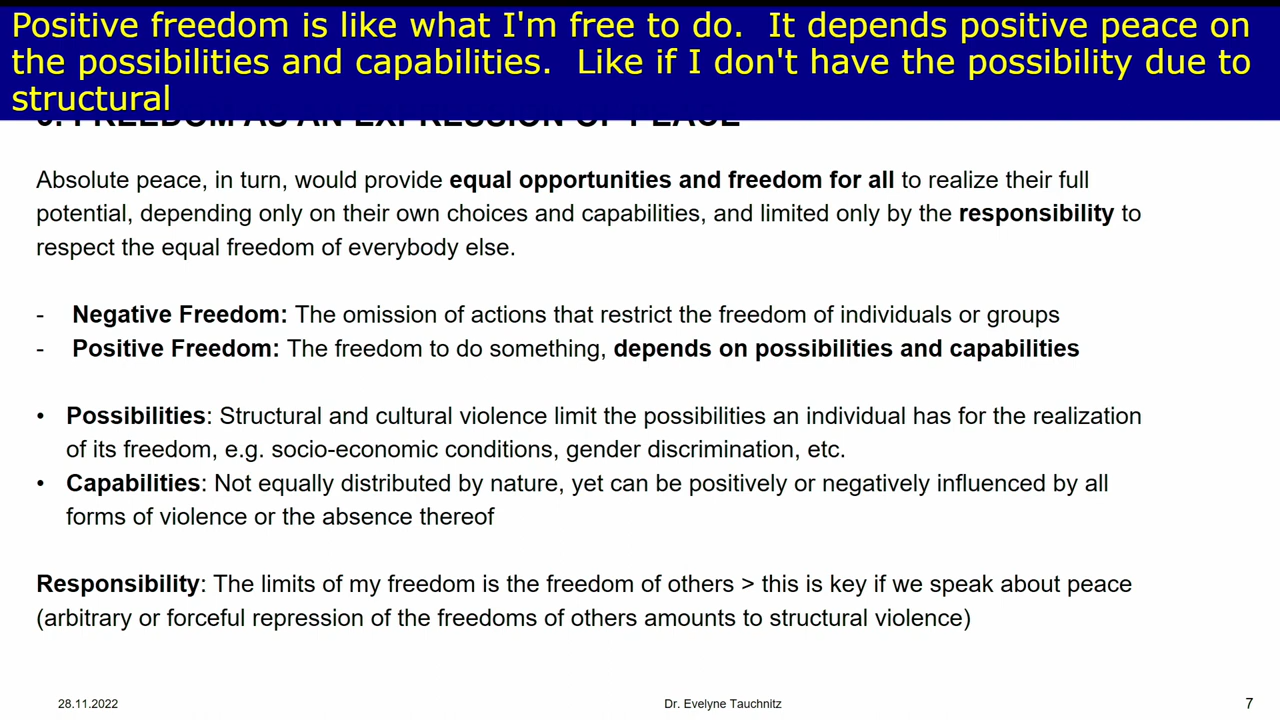 Positive freedom is like what I'm free to do.  It depends positive peace on
the possibilities and capabilities.  Like if I don't have the possibility due to
structural
FREEDOM AS AN EXPRESSION OF PEACE
Absolute peace, in turn, would provide equal opportunities and freedom for all to realize their full
potential, depending only on their own choices and capabilities, and limited only by the responsibility to
respect the equal freedom of everybody else.
- Negative Freedom: The omission of actions that restrict the freedom of individuals or groups
- Positive Freedom: The freedom to do something, depends on possibilities and capabilities
• Possibilities: Structural and cultural violence limit the possibilities an individual has for the realization
of its freedom, e.g. socio-economic conditions, gender discrimination, etc.
• Capabilities: Not equally distributed by nature, yet can be positively or negatively influenced by all
forms of violence or the absence thereof
Responsibility: The limits of my freedom is the freedom of others > this is key if we speak about peace
(arbitrary or forceful repression of the freedoms of others amounts to structural violence)
28.11.2022
Dr. Evelyne Tauchnitz
7